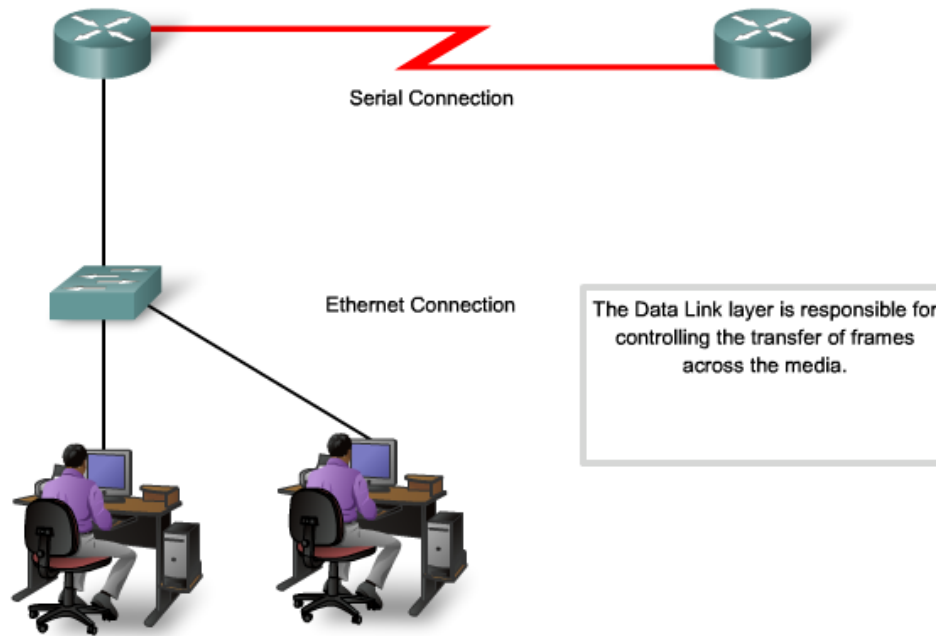 Serial Connection
Ethernet Connection
The Data Link layer is responsible for
controlling the transfer of frames
across the media.